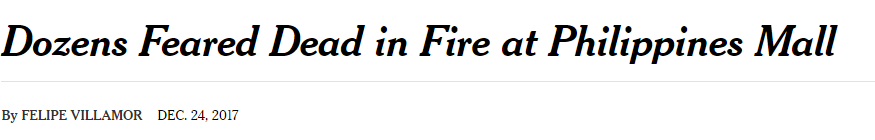 Dozens Feared Dead in Fire at Philippines Mall
By FELIPE VILLAMOR DEC. 24, 2017